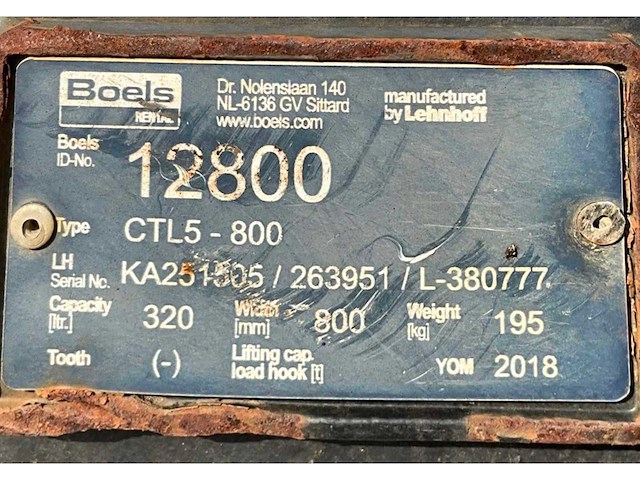 Boels
RENTAL
Dr. Nolenslaan 140
NL-6136 GV Sittard
www.boels.com
manufactured
by Lehnhoff
Boels
ID-No.
12800
Type
CTL5 - 800
LH
Serial No.
KA251505 / 263951 / L-380777
Capacity
[ltr.]
320
Width
[mm]
800
Weight
[kg]
195
Tooth
(-)
Lifting cap.
load hook [t]
YOM 2018